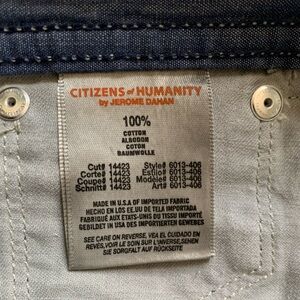 CITIZENS of HUMANITY
by JEROME DAHAN
100%
COTTON
ALGODON
COTON
BAUMWOLLE
Cut# 14423 Style# 6013-406
Corte# 14423 Estilo# 6013-406
Coupe# 14423 Modèle# 6013-406
Schnitt# 14423 Art# 6013-406
MADE IN U.S.A OF IMPORTED FABRIC
HECHO EN LOS EE.UU DE TELA IMPORTADA
FABRIQUÉ AUX ETATS-UNIS DU TISSU IMPORTÉ
GEBILDET IN USA DES IMPORTIERTEN GEWEBES
SEE CARE ON REVERSE, VEA EL CUIDADO EN
REVES, VOIR LE SOIN SUR L'INVERSE, SEHEN SIE
SORGFALT AUF RÜCKSEITE